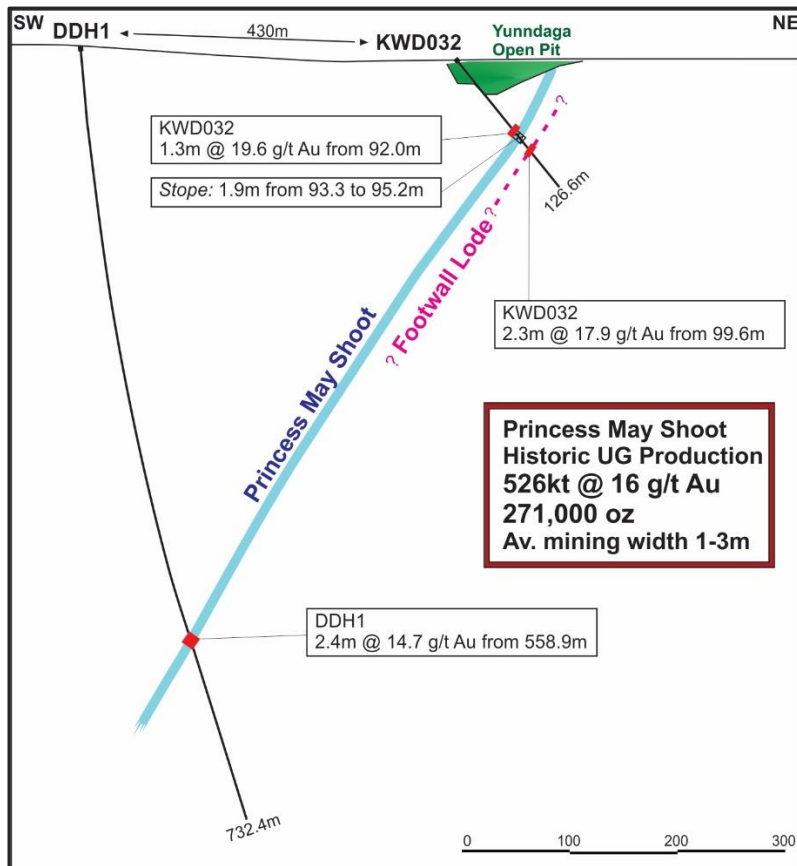 SW
NE
DDH1
430m
KWD032
Yunndaga
Open Pit
KWD032
1.3m @ 19.6 g/t Au from 92.0m
Stope: 1.9m from 93.3 to 95.2m
?
126.6m
?
Footwall Lode
?
KWD032
2.3m @ 17.9 g/t Au from 99.6m
Princess May Shoot
Princess May Shoot
Historic UG Production
526kt @ 16 g/t Au
271,000 oz
Av. mining width 1-3m
DDH1
2.4m @ 14.7 g/t Au from 558.9m
732.4m
0 100 200 300